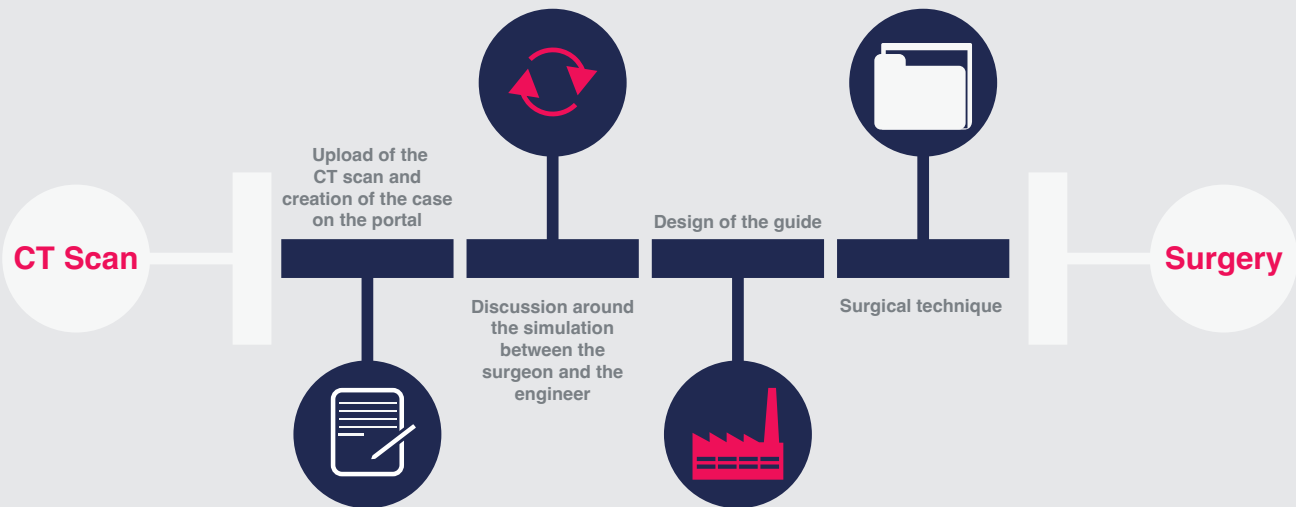 CT Scan
Upload of the
CT scan and
creation of the case
on the portal
Discussion around
the simulation
between the
surgeon and the
engineer
Design of the guide
Surgical technique
Surgery